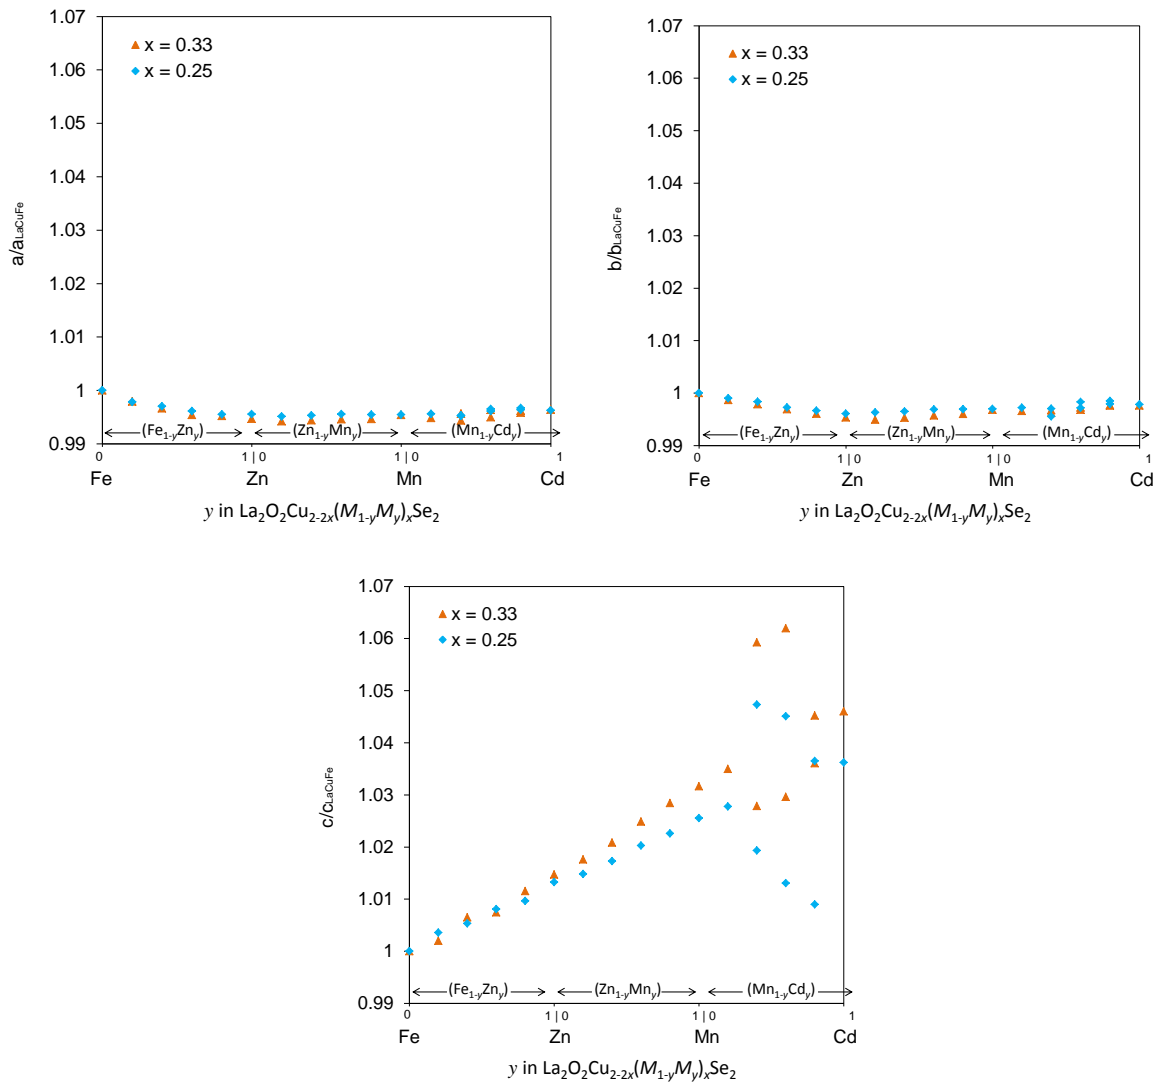 1.07
1.06
1.05
1.04
1.03
1.02
1.01
1
0.99
a/aLaCuFe
x = 0.33
x = 0.25
(Fe1-yZny)
(Zn1-yMny)
(Mn1-yCdy)
0
1 | 0
1 | 0
1
Fe
Zn
Mn
Cd
y in La2O2Cu2-2x(M1-yMy)xSe2
1.07
1.06
1.05
1.04
1.03
1.02
1.01
1
0.99
b/bLaCuFe
x = 0.33
x = 0.25
(Fe1-yZny)
(Zn1-yMny)
(Mn1-yCdy)
0
1 | 0
1 | 0
1
Fe
Zn
Mn
Cd
y in La2O2Cu2-2x(M1-yMy)xSe2
1.07
1.06
1.05
1.04
1.03
1.02
1.01
1
0.99
c/cLaCuFe
x = 0.33
x = 0.25
(Fe1-yZny)
(Zn1-yMny)
(Mn1-yCdy)
0
1 | 0
1 | 0
1
Fe
Zn
Mn
Cd
y in La2O2Cu2-2x(M1-yMy)xSe2